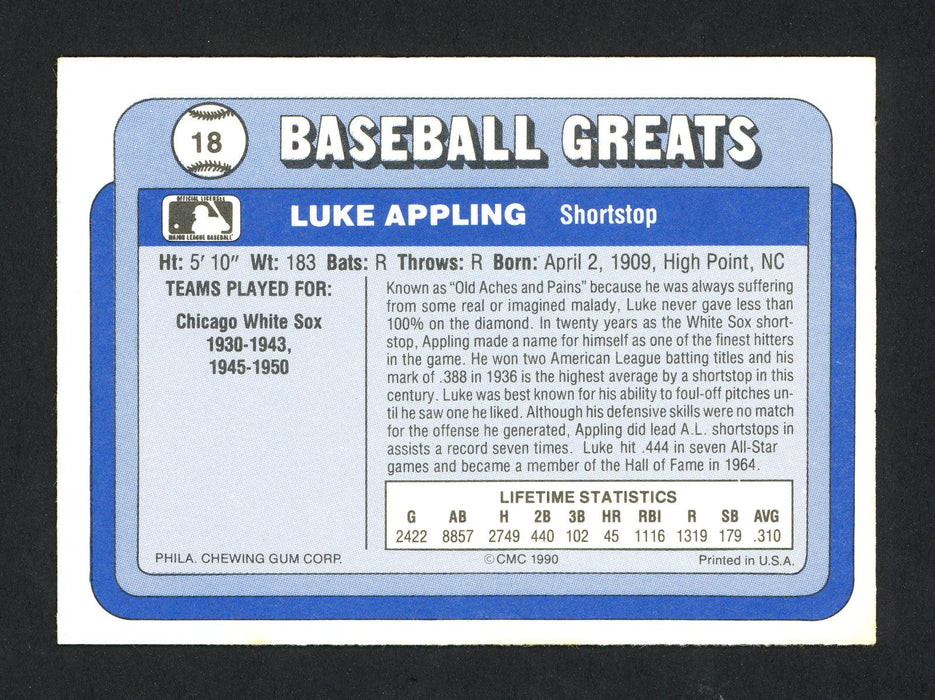 18
BASEBALL GREATS
OFFICIAL LICENSEE
MAJOR LEAGUE BASEBALL
LUKE APPLING Shortstop
Ht: 5' 10" Wt: 183 Bats: R Throws: R Born: April 2, 1909, High Point, NC
TEAMS PLAYED FOR:
Chicago White Sox
1930-1943,
1945-1950
Known as "Old Aches and Pains" because he was always suffering
from some real or imagined malady, Luke never gave less than
100% on the diamond. In twenty years as the White Sox short-
stop, Appling made a name for himself as one of the finest hitters
in the game. He won two American League batting titles and his
mark of .388 in 1936 is the highest average by a shortstop in this
century. Luke was best known for his ability to foul-off pitches un-
til he saw one he liked. Although his defensive skills were no match
for the offense he generated, Appling did lead A.L. shortstops in
assists a record seven times. Luke hit .444 in seven All-Star
games and became a member of the Hall of Fame in 1964.
LIFETIME STATISTICS
G AB H 2B 3B HR RBI R SB AVG
2422 8857 2749 440 102 45 1116 1319 179 .310
PHILA. CHEWING GUM CORP. ©CMC 1990 Printed in U.S.A.